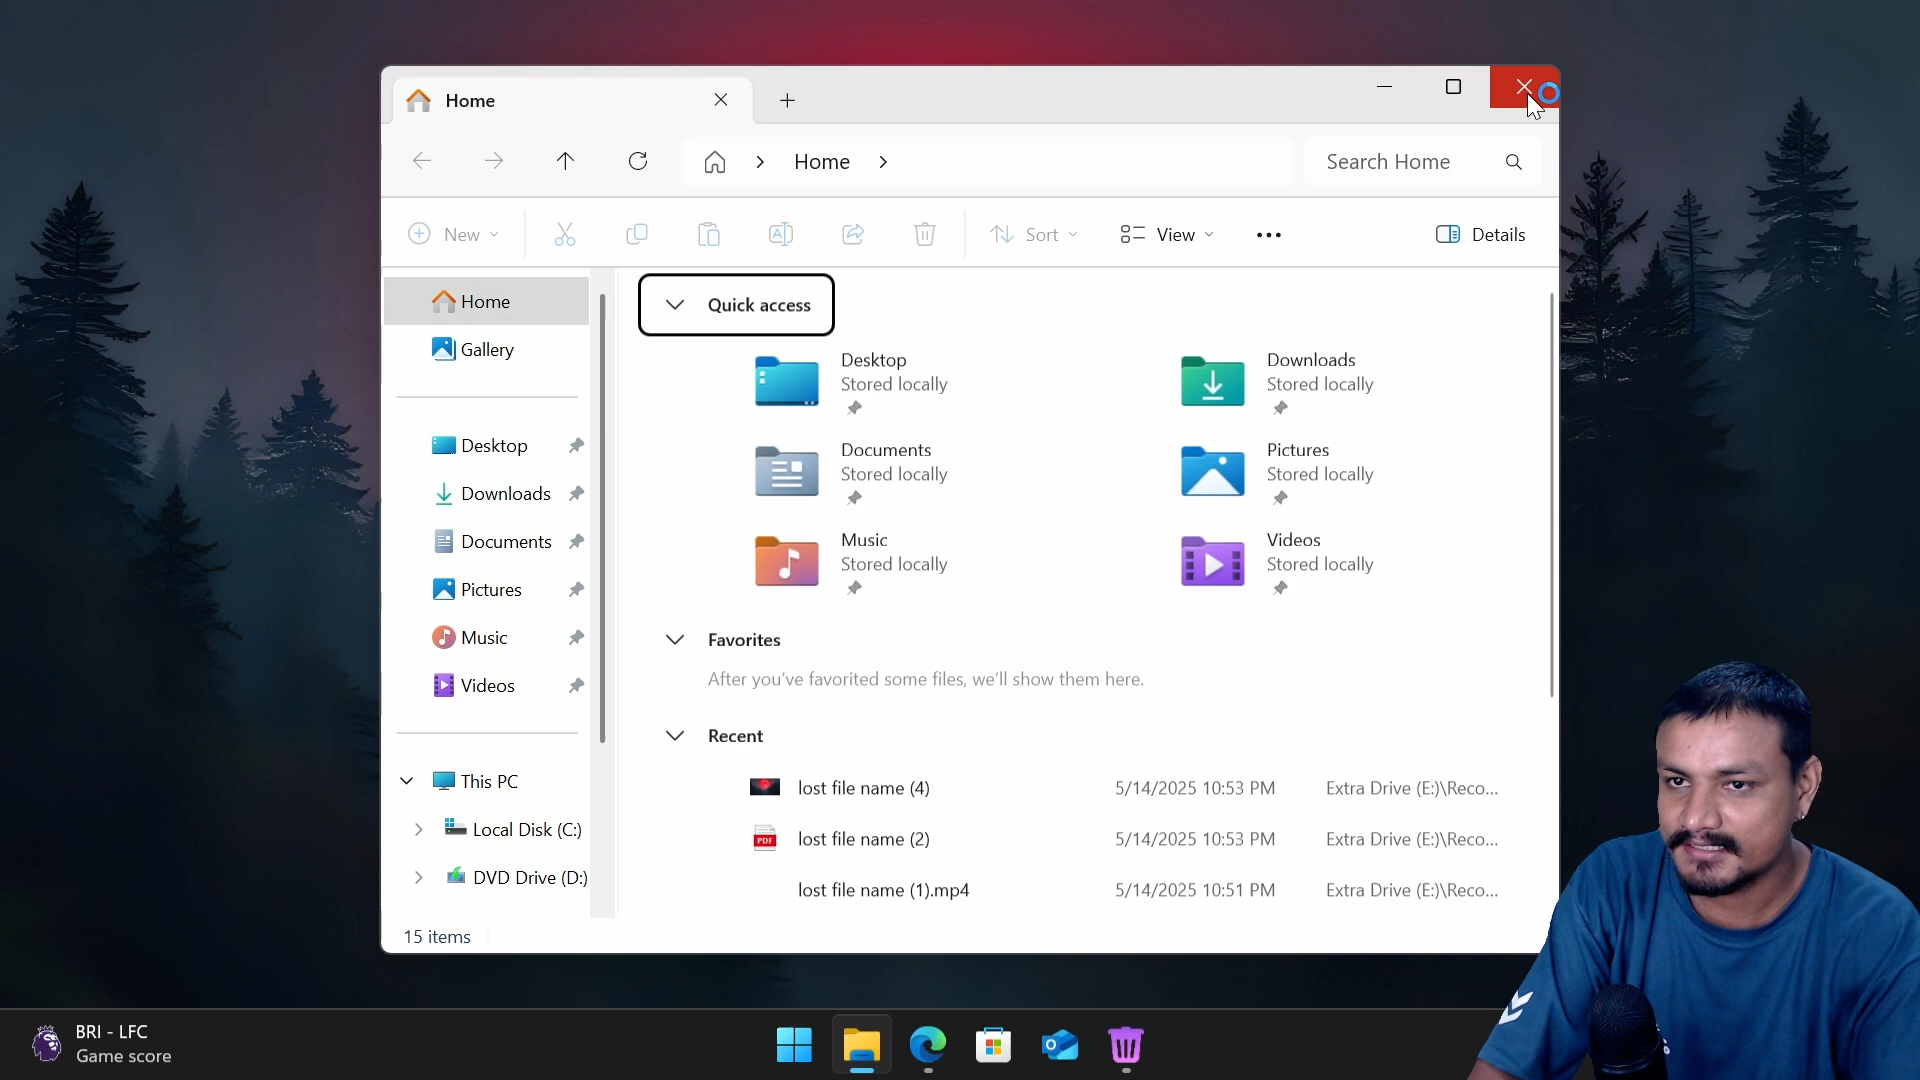 Home
Home
Search Home
New
Sort
View
Details
Home
Gallery
Desktop
Downloads
Documents
Pictures
Music
Videos
This PC
Local Disk (C:)
DVD Drive (D:)
15 items
Quick access
Desktop
Stored locally
Downloads
Stored locally
Documents
Stored locally
Pictures
Stored locally
Music
Stored locally
Videos
Stored locally
Favorites
After you've favorited some files, we'll show them here.
Recent
lost file name (4) 5/14/2025 10:53 PM Extra Drive (E:)\Reco...
PDF lost file name (2) 5/14/2025 10:53 PM Extra Drive (E:)\Reco...
lost file name (1).mp4 5/14/2025 10:51 PM Extra Drive (E:)\Reco...
BRI - LFC
Game score